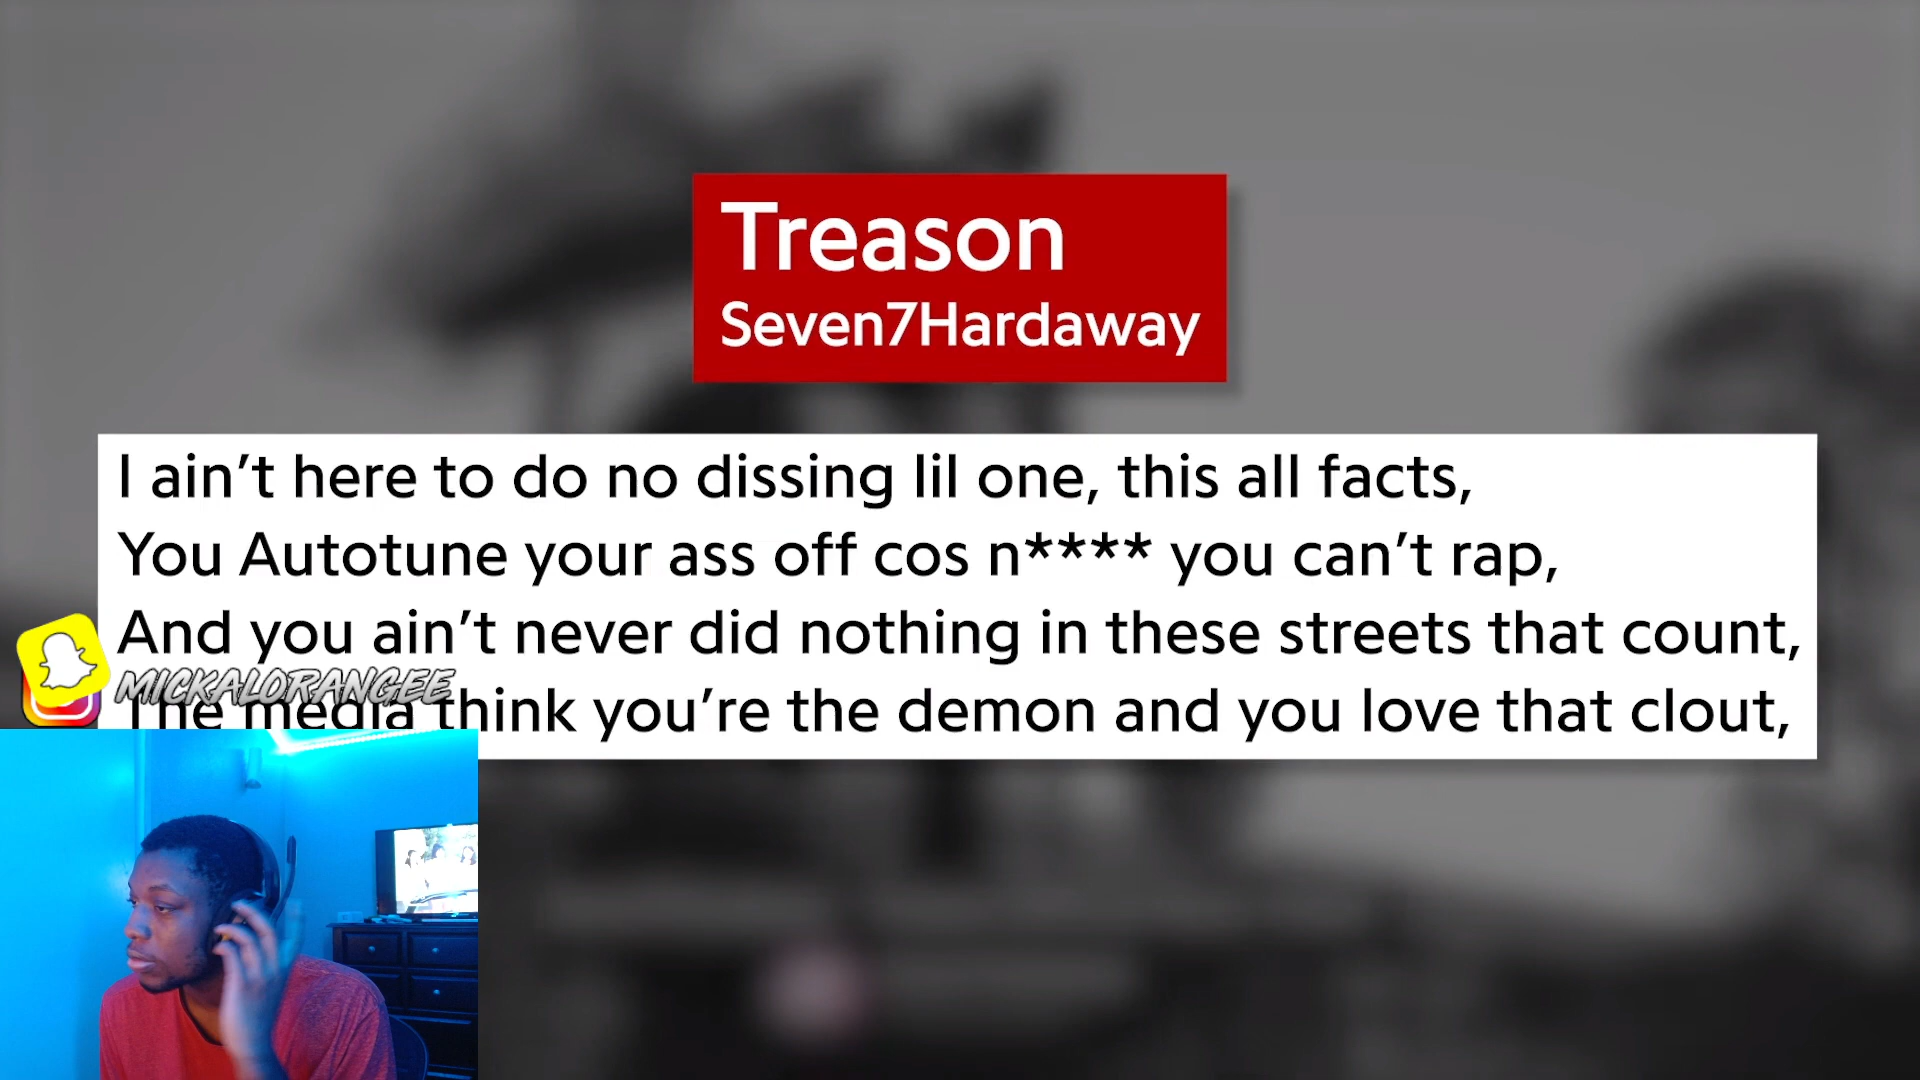 Treason
Seven7Hardaway
I ain’t here to do no dissing lil one, this all facts,
You Autotune your ass off cos n**** you can’t rap,
And you ain’t never did nothing in these streets that count,
MICKALORANGEE
The media think you’re the demon and you love that clout,